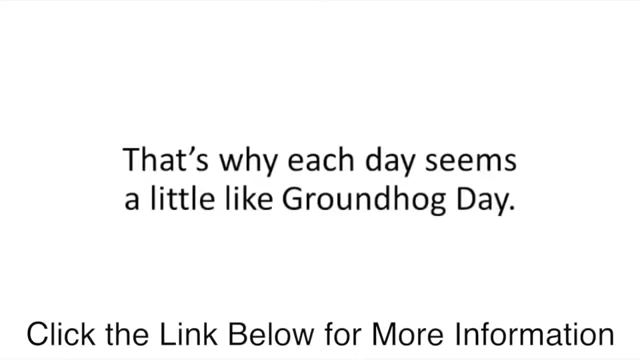 That's why each day seems
a little like Groundhog Day.
Click the Link Below for More Information